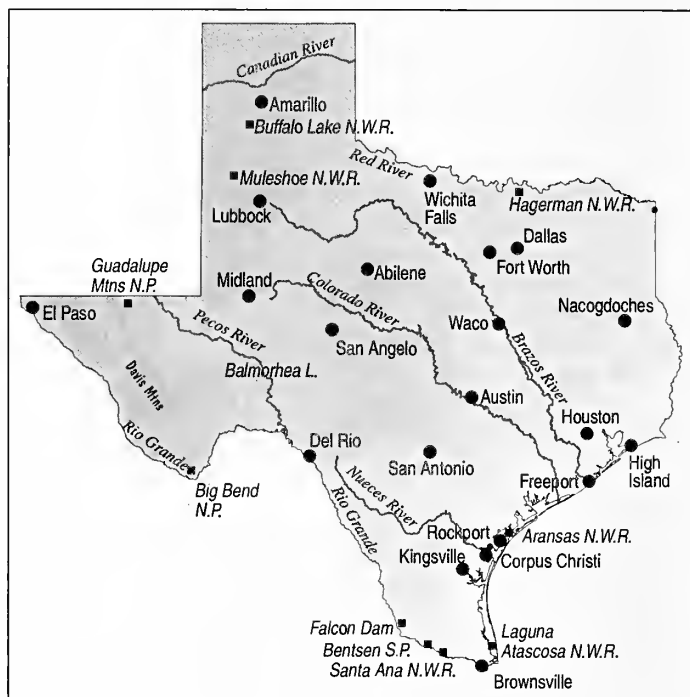 Canadian River
Amarillo
Buffalo Lake N.W.R.
Red River
Muleshoe N.W.R.
Wichita
Falls
Hagerman N.W.R.
Lubbock
Dallas
Fort Worth
Guadalupe
Mtns N.P.
Midland
Abilene
Colorado River
Nacogdoches
El Paso
Pecos River
San Angelo
Waco
Brazos River
Davis Mtns
Balmorhea L.
Austin
Houston
Rio Grande
Del Rio
San Antonio
High
Island
Big Bend
N.P.
Nueces River
Freeport
Rio Grande
Rockport
Aransas N.W.R.
Kingsville
Corpus Christi
Falcon Dam
Bentsen S.P.
Santa Ana N.W.R.
Laguna
Atascosa N.W.R.
Brownsville